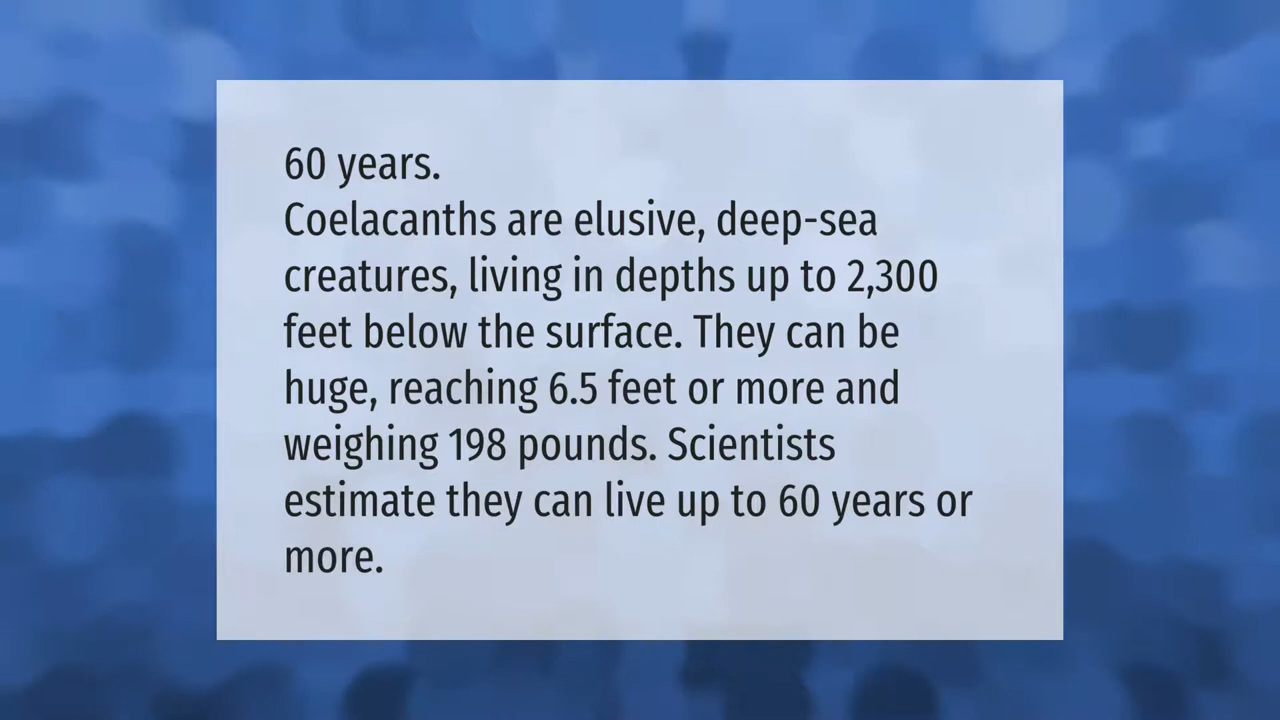 60 years.
Coelacanths are elusive, deep-sea
creatures, living in depths up to 2,300
feet below the surface. They can be
huge, reaching 6.5 feet or more and
weighing 198 pounds. Scientists
estimate they can live up to 60 years or
more.